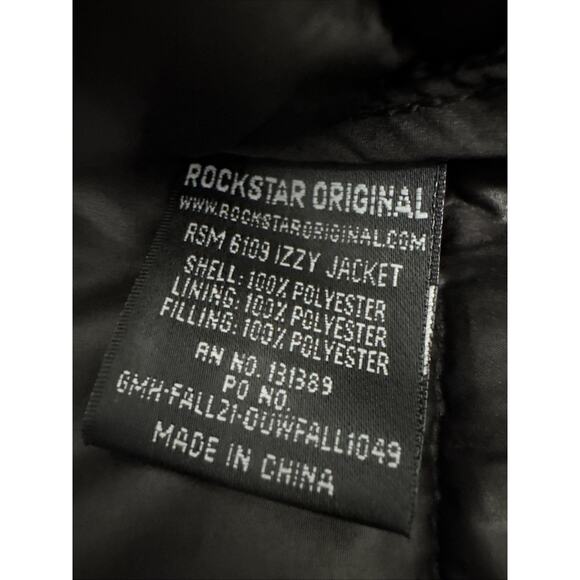 ROCKSTAR ORIGINAL
WWW.ROCKSTARORIGINAL.COM
RSM 6109 IZZY JACKET
SHELL: 100% POLYESTER
LINING: 100% POLYESTER
FILLING: 100% POLYESTER
RN NO. 131389
PO NO.
GMH-FALL21-OUWFALL1049
MADE IN CHINA